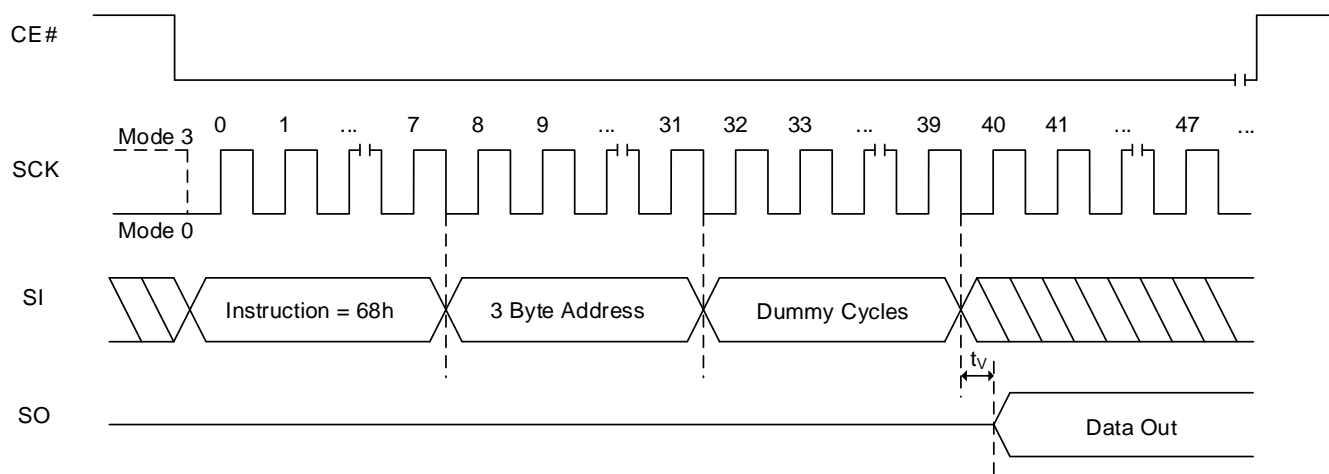 CE#
0 1 ... 7 8 9 ... 31 32 33 ... 39 40 41 ... 47 ...
Mode 3
SCK
Mode 0
SI Instruction = 68h 3 Byte Address Dummy Cycles
tV
SO Data Out